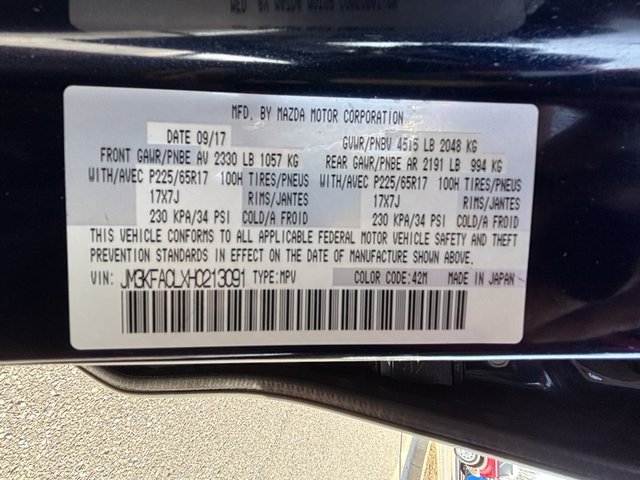 MFD. BY MAZDA MOTOR CORPORATION
DATE 09/17 GVWR/PNBV 4515 LB 2048 KG
FRONT GAWR/PNBE AV 2330 LB 1057 KG REAR GAWR/PNBE AR 2191 LB 994 KG
WITH/AVEC P225/65R17 100H TIRES/PNEUS WITH/AVEC P225/65R17 100H TIRES/PNEUS
17X7J RIMS/JANTES 17X7J RIMS/JANTES
230 KPA/34 PSI COLD/A FROID 230 KPA/34 PSI COLD/A FROID
THIS VEHICLE CONFORMS TO ALL APPLICABLE FEDERAL MOTOR VEHICLE SAFETY AND THEFT
PREVENTION STANDARDS IN EFFECT ON THE DATE OF MANUFACTURE SHOWN ABOVE.
VIN: JM3KFACLXH0213091 TYPE:MPV COLOR CODE:42M MADE IN JAPAN